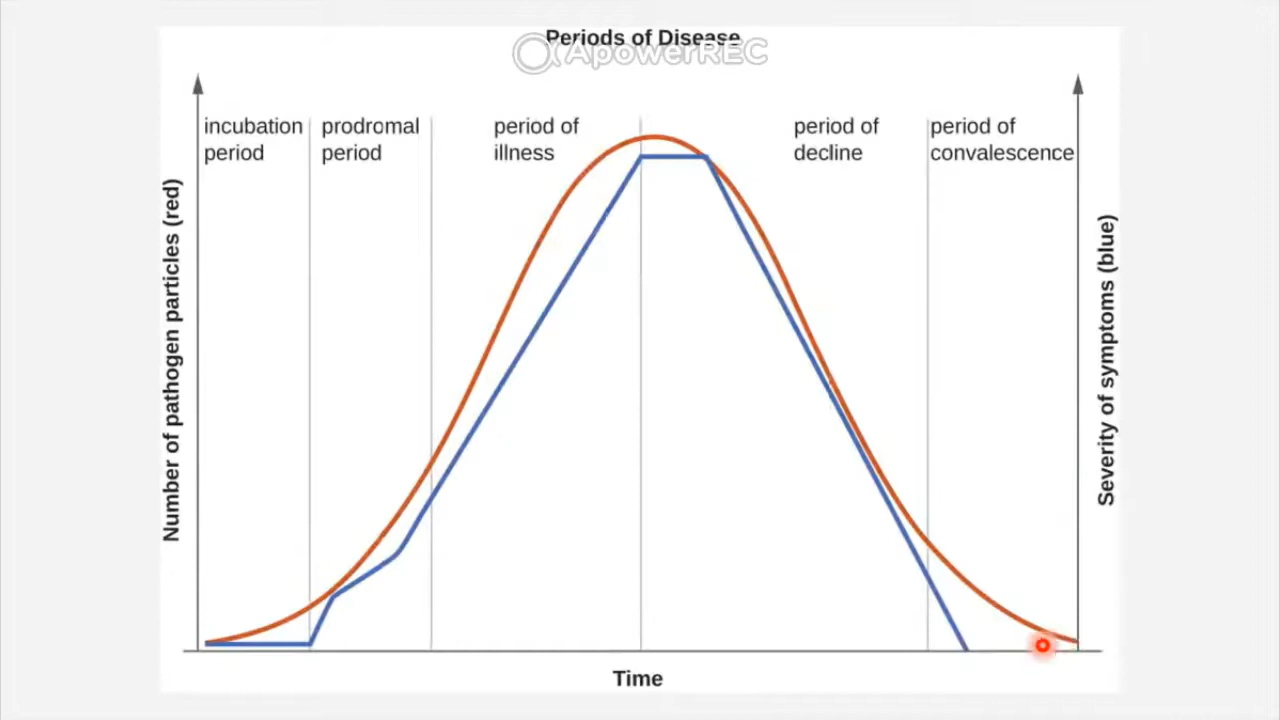 Periods of Disease
ApowerREC
incubation
period
prodromal
period
period of
illness
period of
decline
period of
convalescence
Number of pathogen particles (red)
Severity of symptoms (blue)
Time